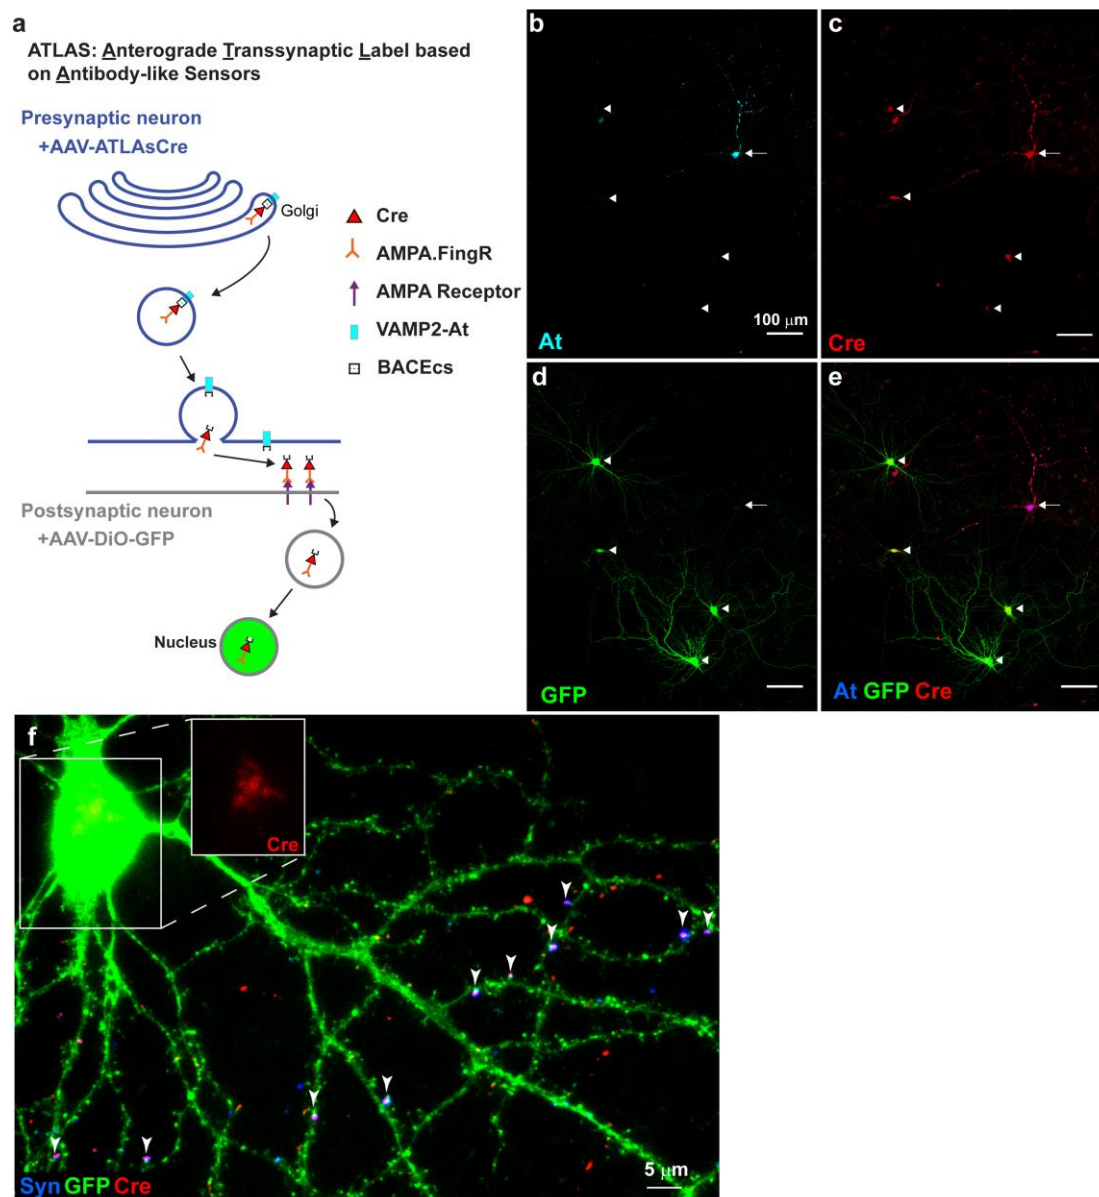 a
ATLAS: Anterograde Transsynaptic Label based
on Antibody-like Sensors
Presynaptic neuron
+AAV-ATLAsCre
Golgi
Cre
AMPA.FingR
AMPA Receptor
VAMP2-At
BACEcs
Postsynaptic neuron
+AAV-DiO-GFP
Nucleus
b
100 μm
At
c
Cre
d
GFP
e
At GFP Cre
f
Cre
5 μm
Syn GFP Cre